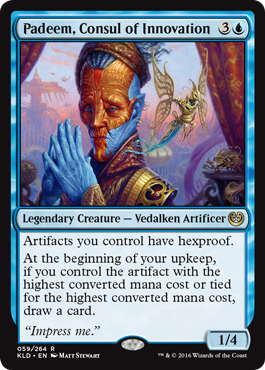 Padeem, Consul of Innovation 3
Legendary Creature — Vedalken Artificer
Artifacts you control have hexproof.
At the beginning of your upkeep,
if you control the artifact with the
highest converted mana cost or tied
for the highest converted mana cost,
draw a card.
“Impress me.”
1/4
059/264 R
KLD • EN MATT STEWART
™ & © 2016 Wizards of the Coast